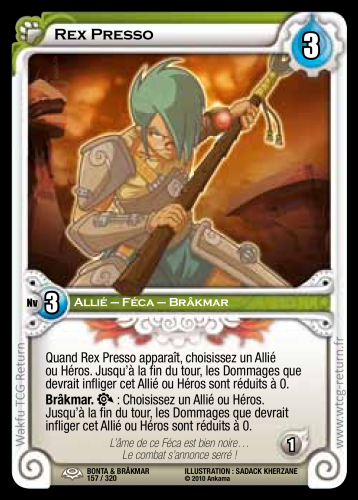 Rex Presso
3
Nv 3 Allié – Féca – Brâkmar
Quand Rex Presso apparaît, choisissez un Allié
ou Héros. Jusqu'à la fin du tour, les Dommages que
devrait infliger cet Allié ou Héros sont réduits à 0.
Brâkmar. : Choisissez un Allié ou Héros.
Jusqu'à la fin du tour, les Dommages que devrait
infliger cet Allié ou Héros sont réduits à 0.
L'âme de ce Féca est bien noire…
Le combat s'annonce serré !
1
BONTA & BRÂKMAR
157 / 320
ILLUSTRATION : SADACK KHERZANE
© 2010 Ankama
Wakfu TCG Return
www.wtcg-return.fr